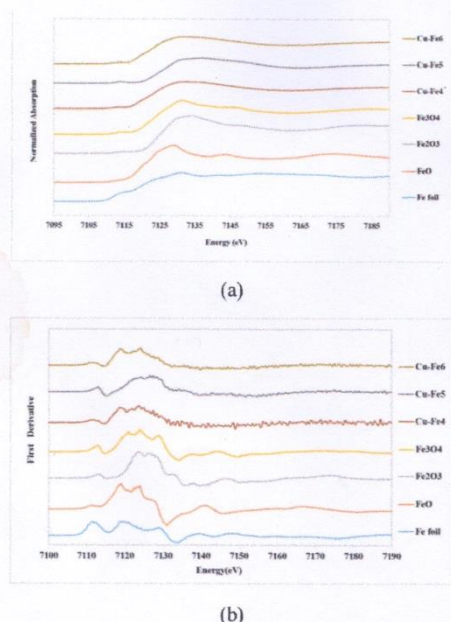 Normalized Absorption
Cu-Fe6
Cu-Fe5
Cu-Fe4
Fe3O4
Fe2O3
FeO
Fe foil
7095 7105 7115 7125 7135 7145 7155 7165 7175 7185
Energy (eV)
(a)
First Derivative
Cu-Fe6
Cu-Fe5
Cu-Fe4
Fe3O4
Fe2O3
FeO
Fe foil
7100 7110 7120 7130 7140 7150 7160 7170 7180 7190
Energy(eV)
(b)